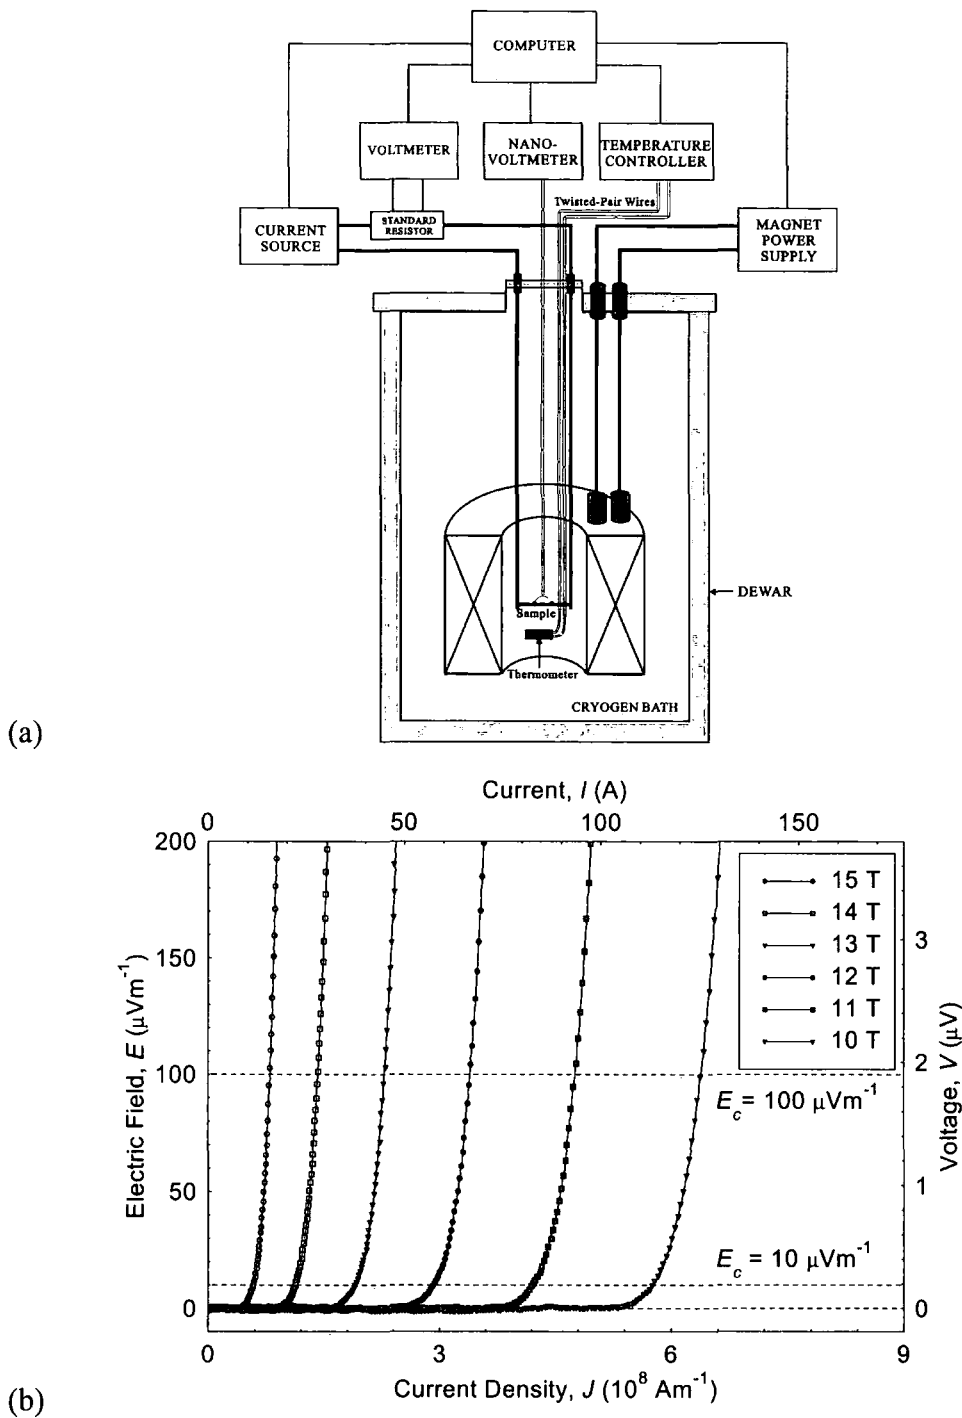 COMPUTER
VOLTMETER
NANO-
VOLTMETER
TEMPERATURE
CONTROLLER
Twisted-Pair Wires
CURRENT
SOURCE
STANDARD
RESISTOR
MAGNET
POWER
SUPPLY
Sample
Thermometer
DEWAR
CRYOGEN BATH
(a)
Current, I (A)
0 50 100 150
200
150
100
50
0
Electric Field, E (μVm⁻¹)
15 T
14 T
13 T
12 T
11 T
10 T
E_c = 100 μVm⁻¹
E_c = 10 μVm⁻¹
3
2
1
0
Voltage, V (μV)
0 3 6 9
Current Density, J (10⁸ Am⁻¹)
(b)